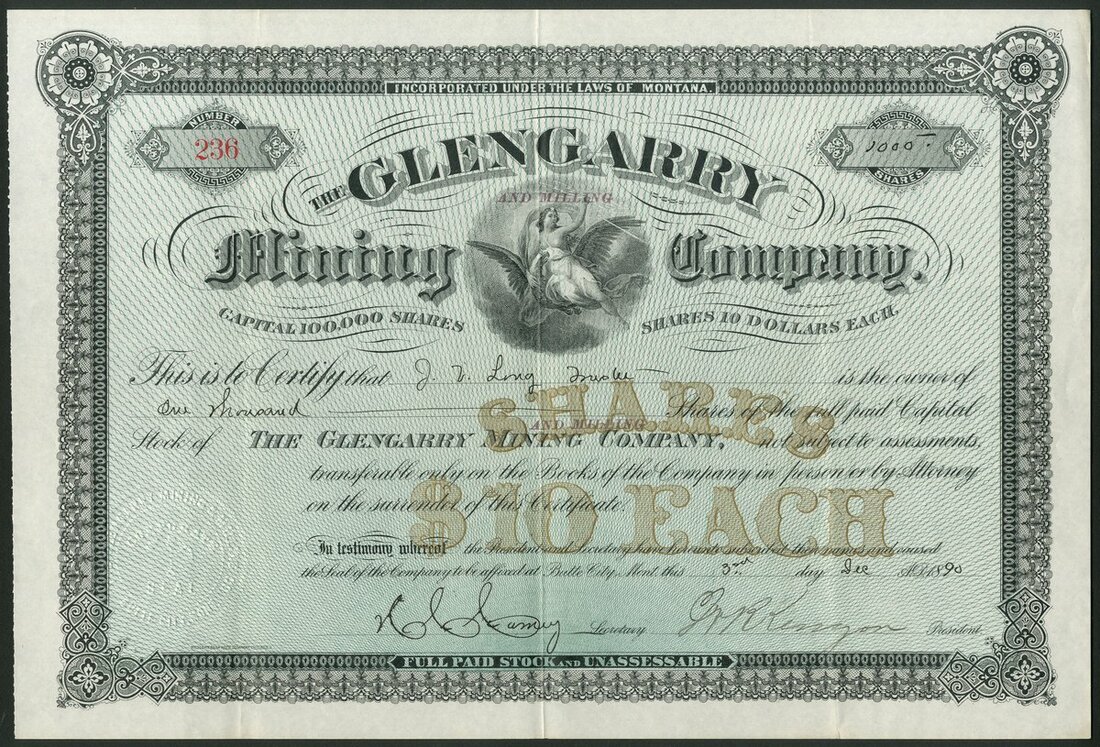 INCORPORATED UNDER THE LAWS OF MONTANA.
NUMBER
236
1000
SHARES
THE GLENGARRY
AND MILLING
Mining Company.
CAPITAL 100,000 SHARES
SHARES 10 DOLLARS EACH.
This is to Certify that J V Long Trustee is the owner of
One Thousand Shares of the full paid Capital
SHARES
AND MILLING
Stock of THE GLENGARRY MINING COMPANY, not subject to assessments,
transferable only on the Books of the Company in person or by Attorney
on the surrender of this Certificate.
$10 EACH
In testimony whereof the President and Secretary have hereunto subscribed their names and caused
the Seal of the Company to be affixed at Butte City, Mont. this 3rd day Dec A.D. 1890
Secretary President
FULL PAID STOCK AND UNASSESSABLE